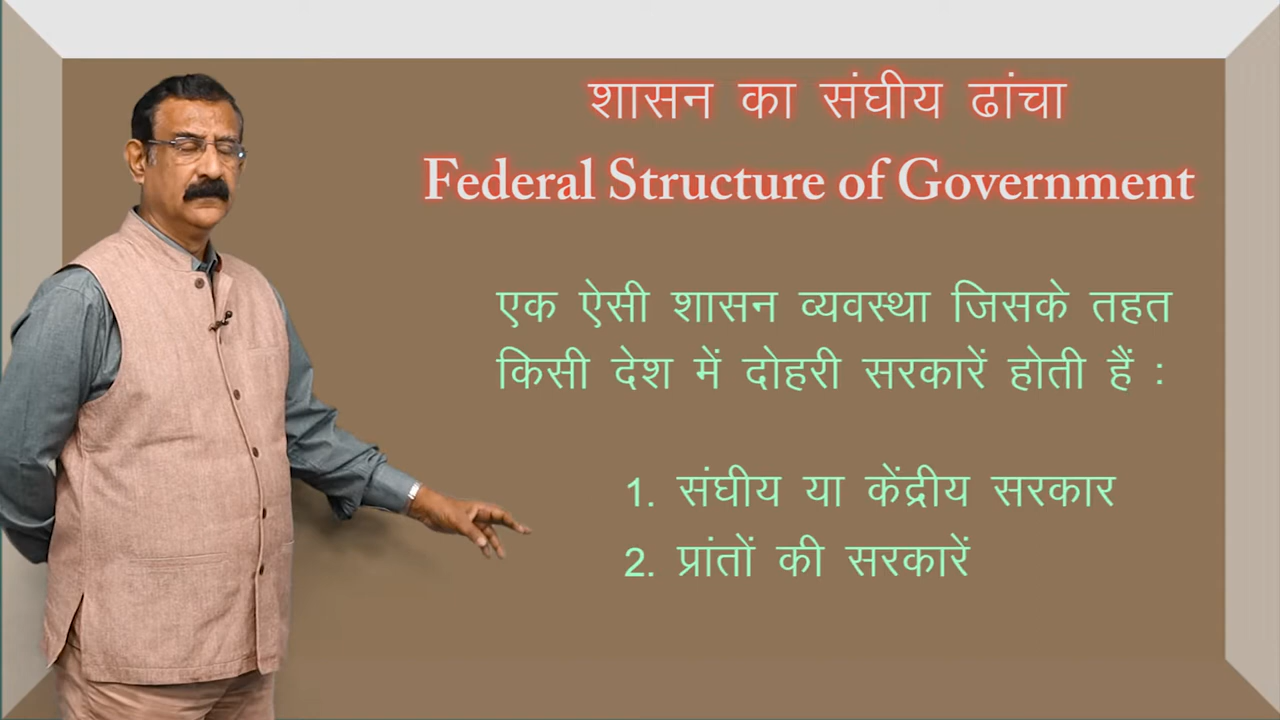 शासन का संघीय ढांचा
Federal Structure of Government
एक ऐसी शासन व्यवस्था जिसके तहत
किसी देश में दोहरी सरकारें होती हैं :
1. संघीय या केंद्रीय सरकार
2. प्रांतों की सरकारें